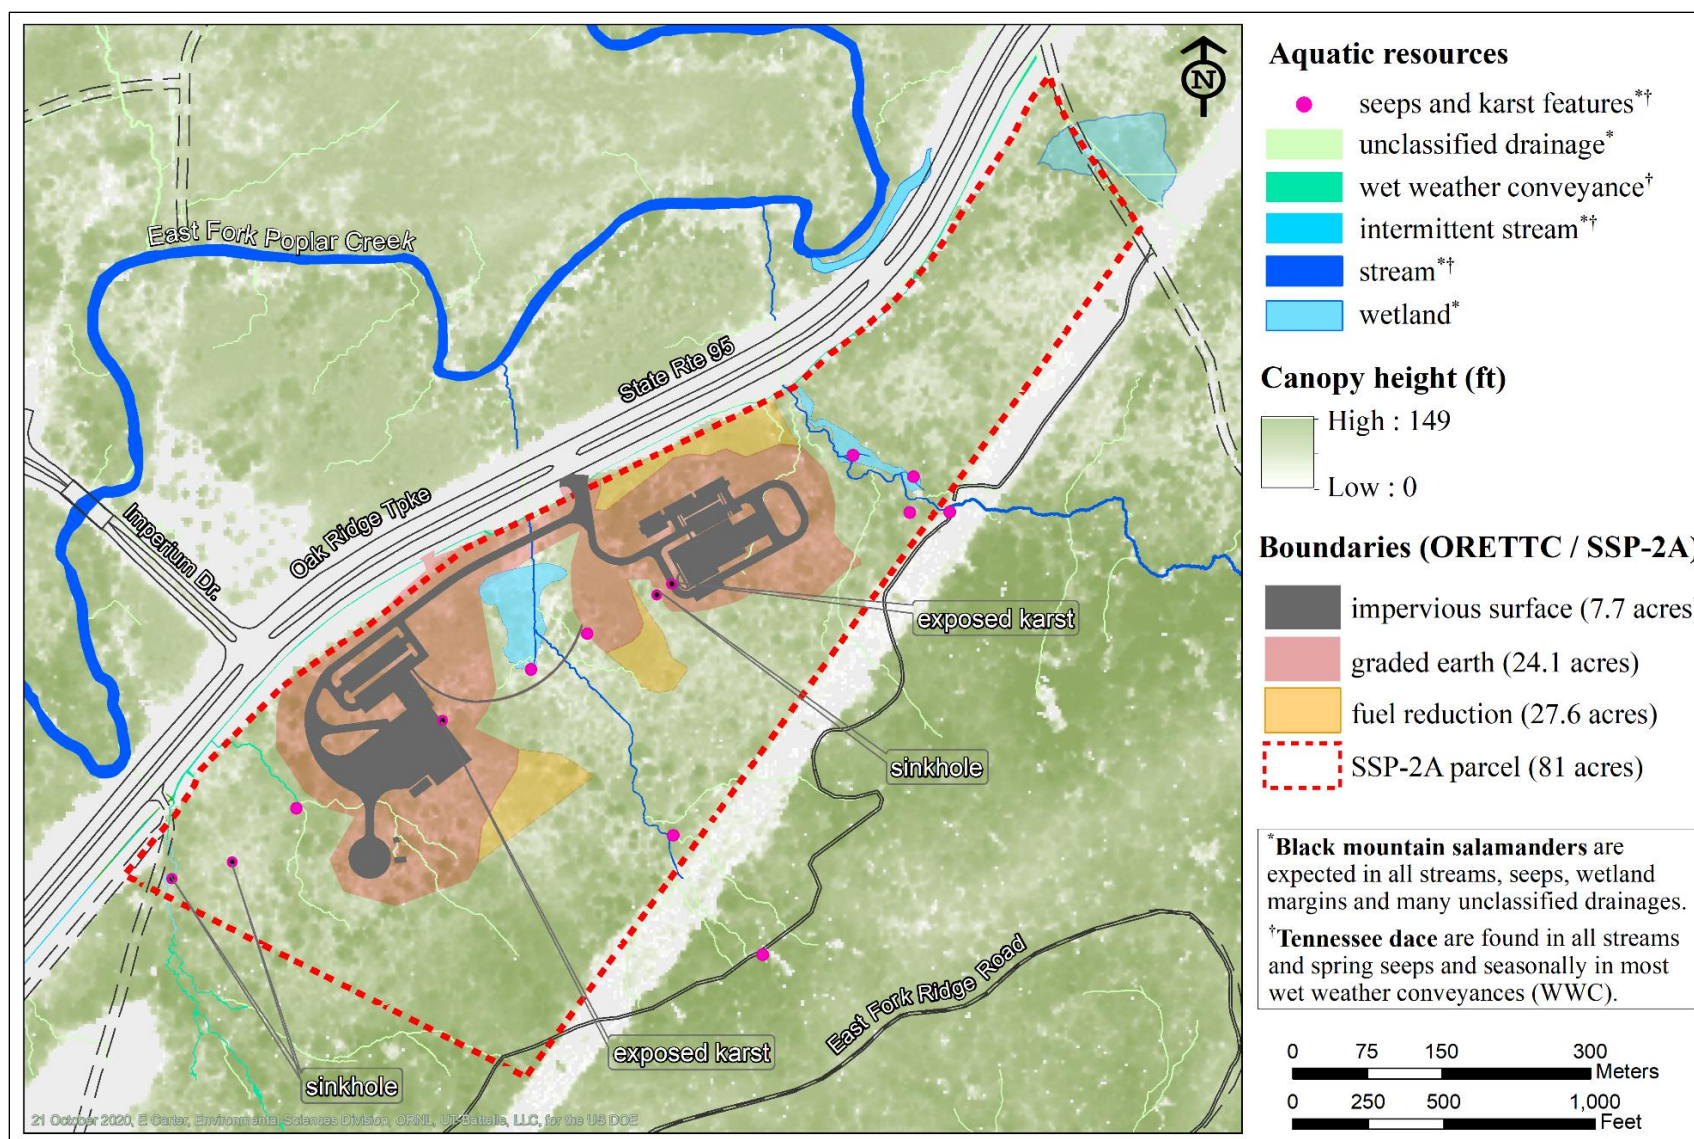 East Fork Poplar Creek
State Rte 95
Oak Ridge Tpke
Imperium Dr.
exposed karst
sinkhole
exposed karst
sinkhole
East Fork Ridge Road
21 October 2020, E Carter, Environmental Sciences Division, ORNL, UT-Battelle, LLC, for the US DOE
N
Aquatic resources
seeps and karst features*†
unclassified drainage*
wet weather conveyance†
intermittent stream*†
stream*†
wetland*
Canopy height (ft)
High : 149
Low : 0
Boundaries (ORETTC / SSP-2A)
impervious surface (7.7 acres
graded earth (24.1 acres)
fuel reduction (27.6 acres)
SSP-2A parcel (81 acres)
*Black mountain salamanders are
expected in all streams, seeps, wetland
margins and many unclassified drainages.
†Tennessee dace are found in all streams
and spring seeps and seasonally in most
wet weather conveyances (WWC).
0 75 150 300
Meters
0 250 500 1,000
Feet